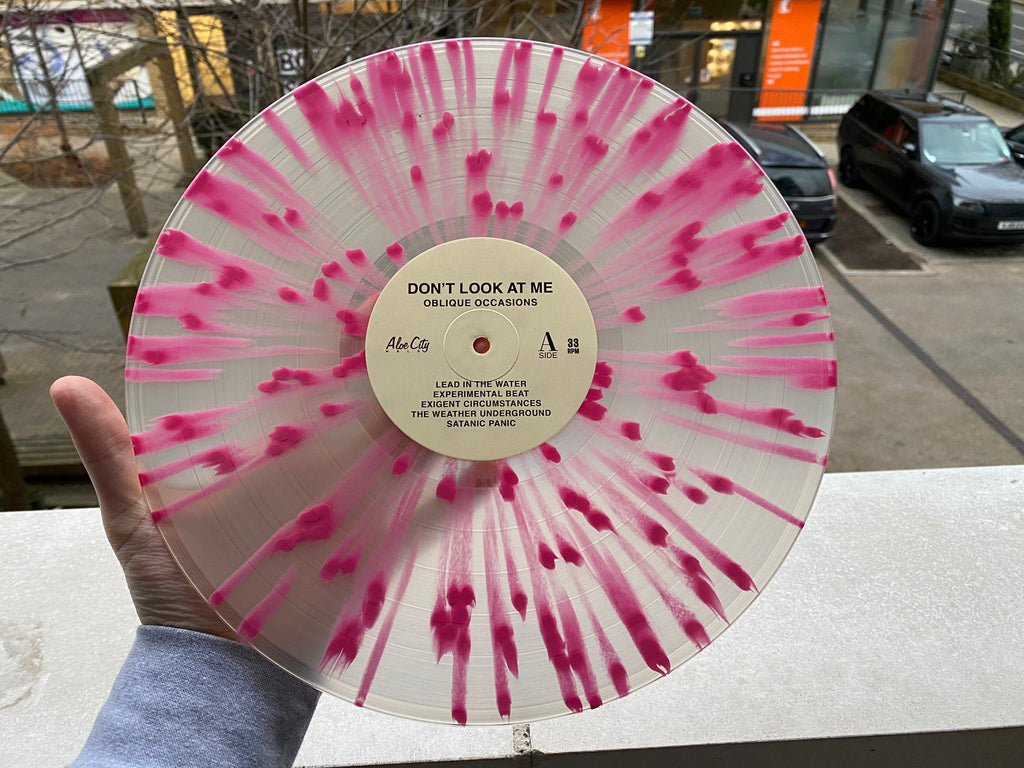 DON'T LOOK AT ME
OBLIQUE OCCASIONS
Aloe City
A
SIDE
33
RPM
LEAD IN THE WATER
EXPERIMENTAL BEAT
EXIGENT CIRCUMSTANCES
THE WEATHER UNDERGROUND
SATANIC PANIC